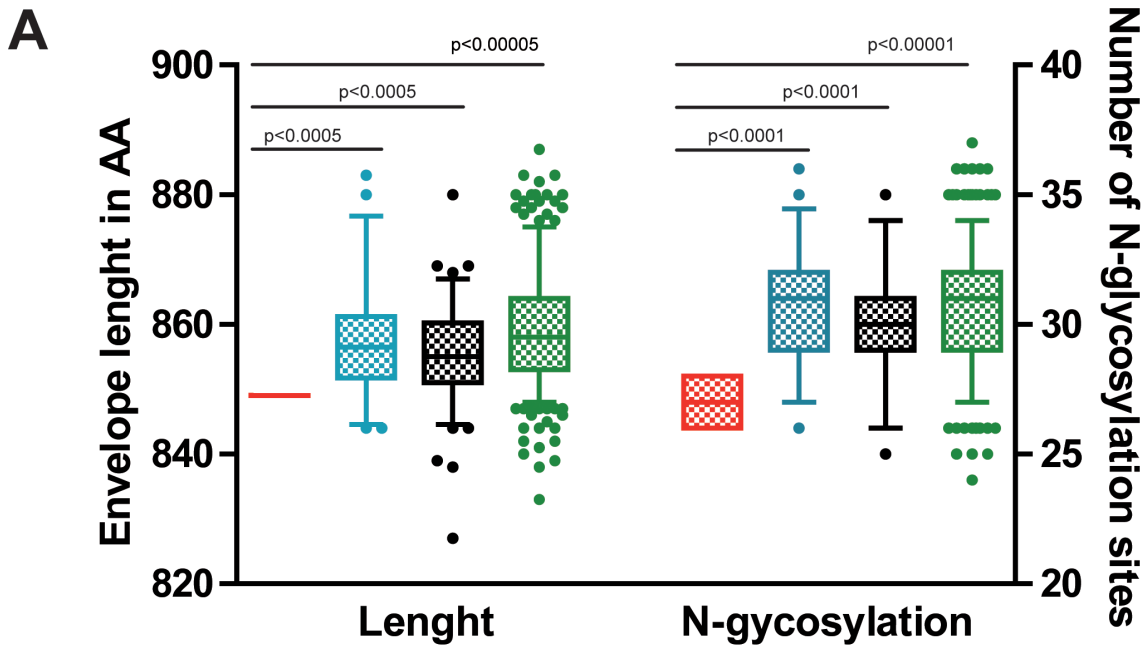 A
p<0.00005
p<0.0005
p<0.0005
p<0.00001
p<0.0001
p<0.0001
Envelope lenght in AA
900
880
860
840
820
40
35
30
25
20
Number of N-glycosylation sites
Lenght
N-gycosylation